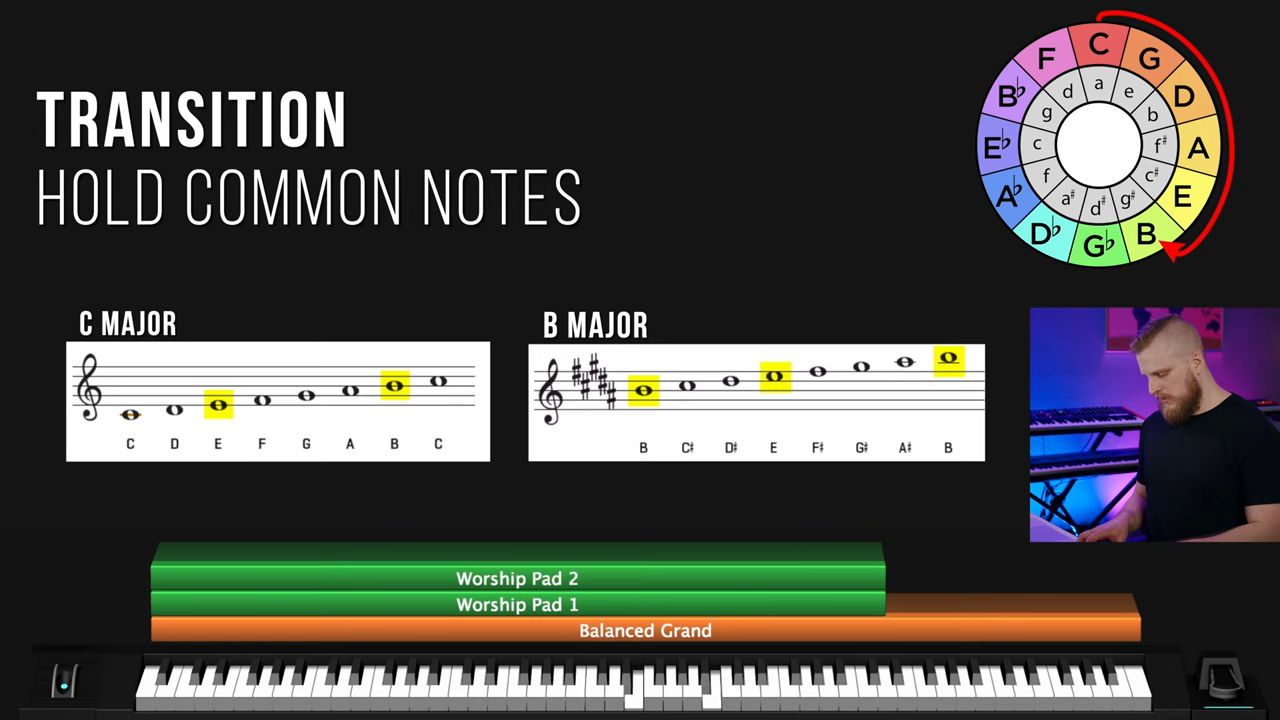 TRANSITION
HOLD COMMON NOTES
C
G
D
A
E
B
G♭
D♭
A♭
E♭
B♭
F
a
e
b
f#
c#
g#
d#
a#
f
c
g
d
C MAJOR
C D E F G A B C
B MAJOR
B C♯ D♯ E F♯ G♯ A♯ B
Worship Pad 2
Worship Pad 1
Balanced Grand